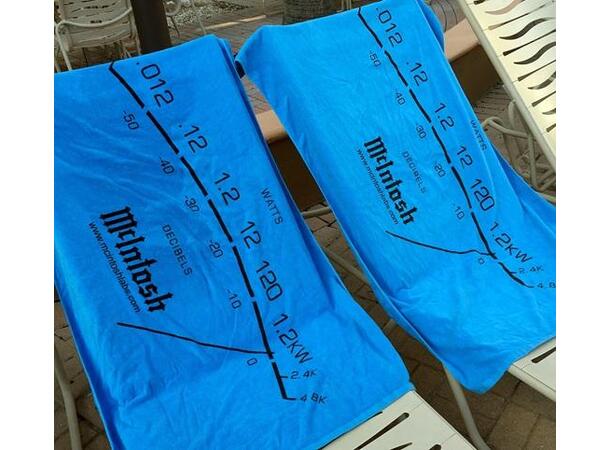 .012 .12 1.2 12 120 1.2KW
WATTS
2.4K
4.8K
-50 -40 -30 -20 -10 0
DECIBELS
McIntosh
www.mcintoshlabs.com
.012 .12 1.2 12 120 1.2KW
WATTS
2.4K
4.8K
-50 -40 -30 -20 -10 0
DECIBELS
McIntosh
www.mcintoshlabs.com